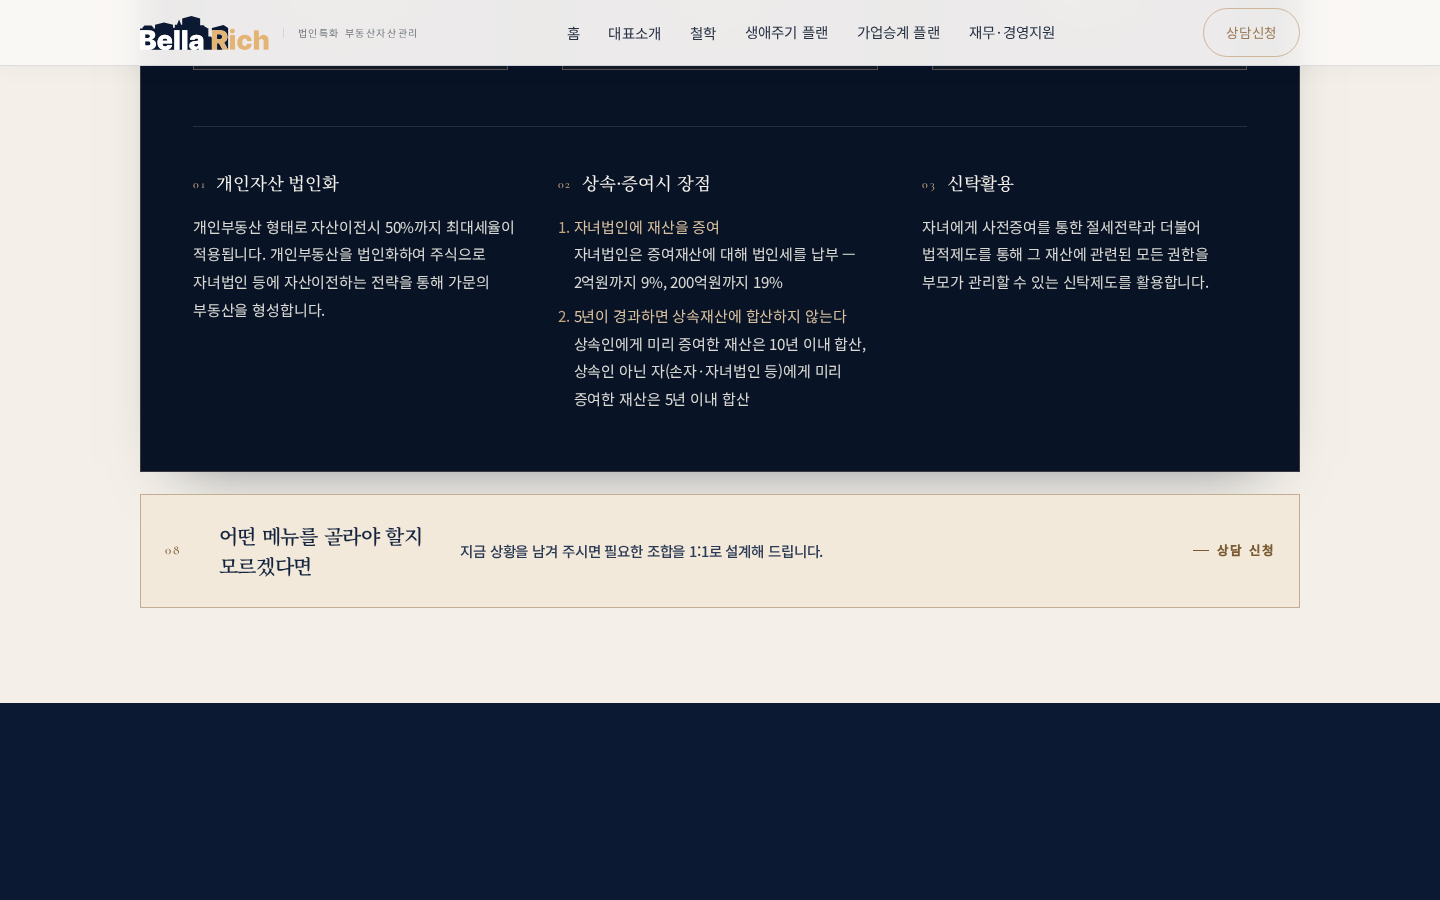 BellaRich
법인특화 부동산자산관리
홈
대표소개
철학
생애주기 플랜
가업승계 플랜
재무·경영지원
상담신청
01 개인자산 법인화
개인부동산 형태로 자산이전시 50%까지 최대세율이
적용됩니다. 개인부동산을 법인화하여 주식으로
자녀법인 등에 자산이전하는 전략을 통해 가문의
부동산을 형성합니다.
02 상속·증여시 장점
1. 자녀법인에 재산을 증여
자녀법인은 증여재산에 대해 법인세를 납부 —
2억원까지 9%, 200억원까지 19%
2. 5년이 경과하면 상속재산에 합산하지 않는다
상속인에게 미리 증여한 재산은 10년 이내 합산,
상속인 아닌 자(손자·자녀법인 등)에게 미리
증여한 재산은 5년 이내 합산
03 신탁활용
자녀에게 사전증여를 통한 절세전략과 더불어
법적제도를 통해 그 재산에 관련된 모든 권한을
부모가 관리할 수 있는 신탁제도를 활용합니다.
08
어떤 메뉴를 골라야 할지
모르겠다면
지금 상황을 남겨 주시면 필요한 조합을 1:1로 설계해 드립니다.
— 상담 신청